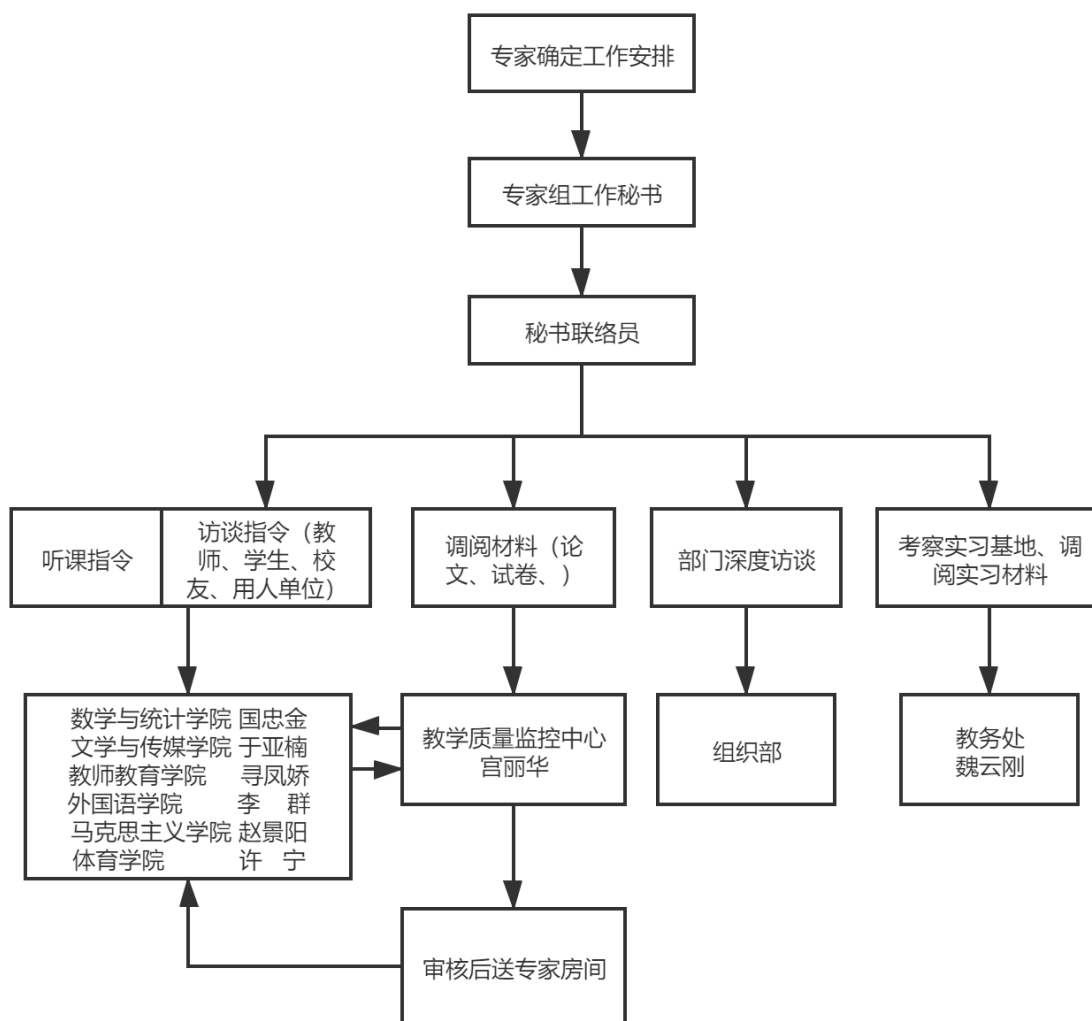 专家确定工作安排
专家组工作秘书
秘书联络员
听课指令
访谈指令（教
师、学生、校
友、用人单位）
调阅材料（论
文、试卷、）
部门深度访谈
考察实习基地、调
阅实习材料
数学与统计学院 国忠金
文学与传媒学院 于亚楠
教师教育学院 寻凤娇
外国语学院 李 群
马克思主义学院 赵景阳
体育学院 许 宁
教学质量监控中心
宫丽华
组织部
教务处
魏云刚
审核后送专家房间